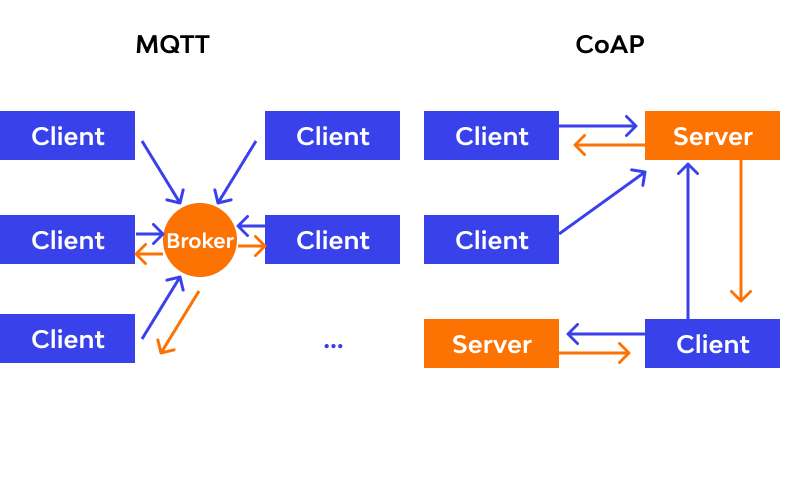 MQTT
Client
Client
Client
Broker
Client
Client
...
CoAP
Client
Server
Client
Server
Client